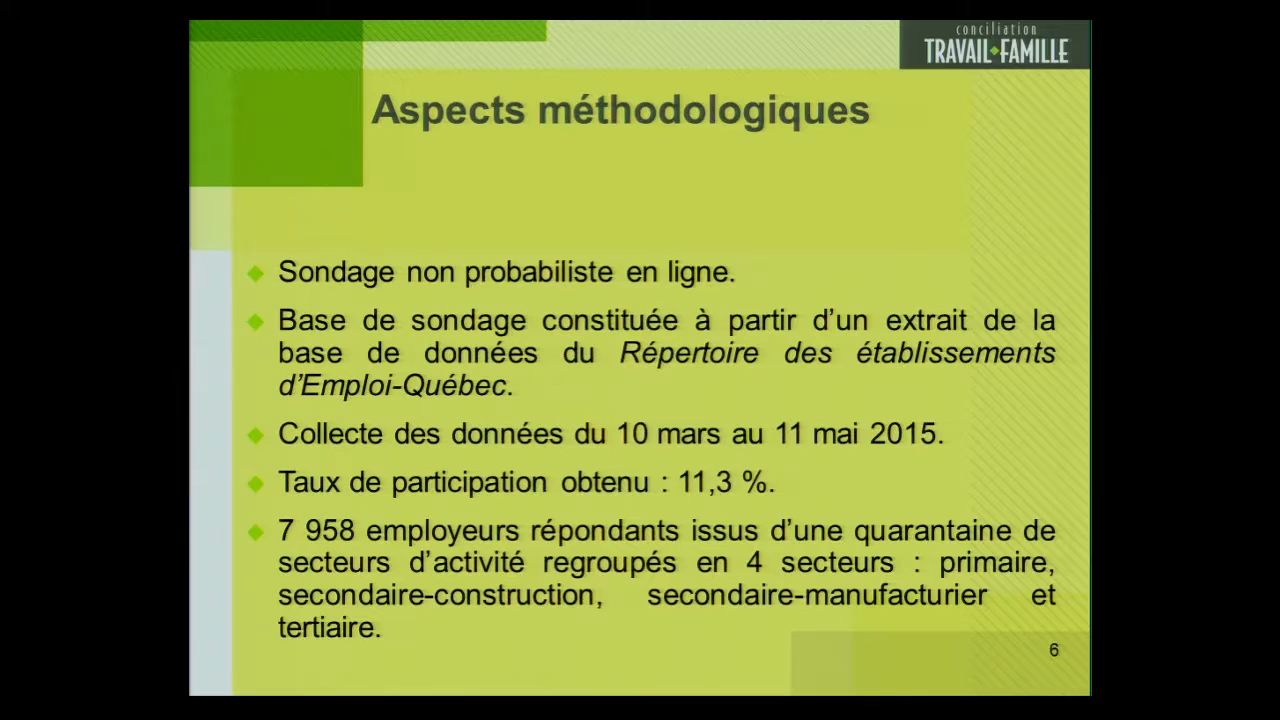 conciliation
TRAVAIL FAMILLE
Aspects méthodologiques
Sondage non probabiliste en ligne.
Base de sondage constituée à partir d’un extrait de la
base de données du Répertoire des établissements
d’Emploi-Québec.
Collecte des données du 10 mars au 11 mai 2015.
Taux de participation obtenu : 11,3 %.
7 958 employeurs répondants issus d’une quarantaine de
secteurs d’activité regroupés en 4 secteurs : primaire,
secondaire-construction, secondaire-manufacturier et
tertiaire.
6